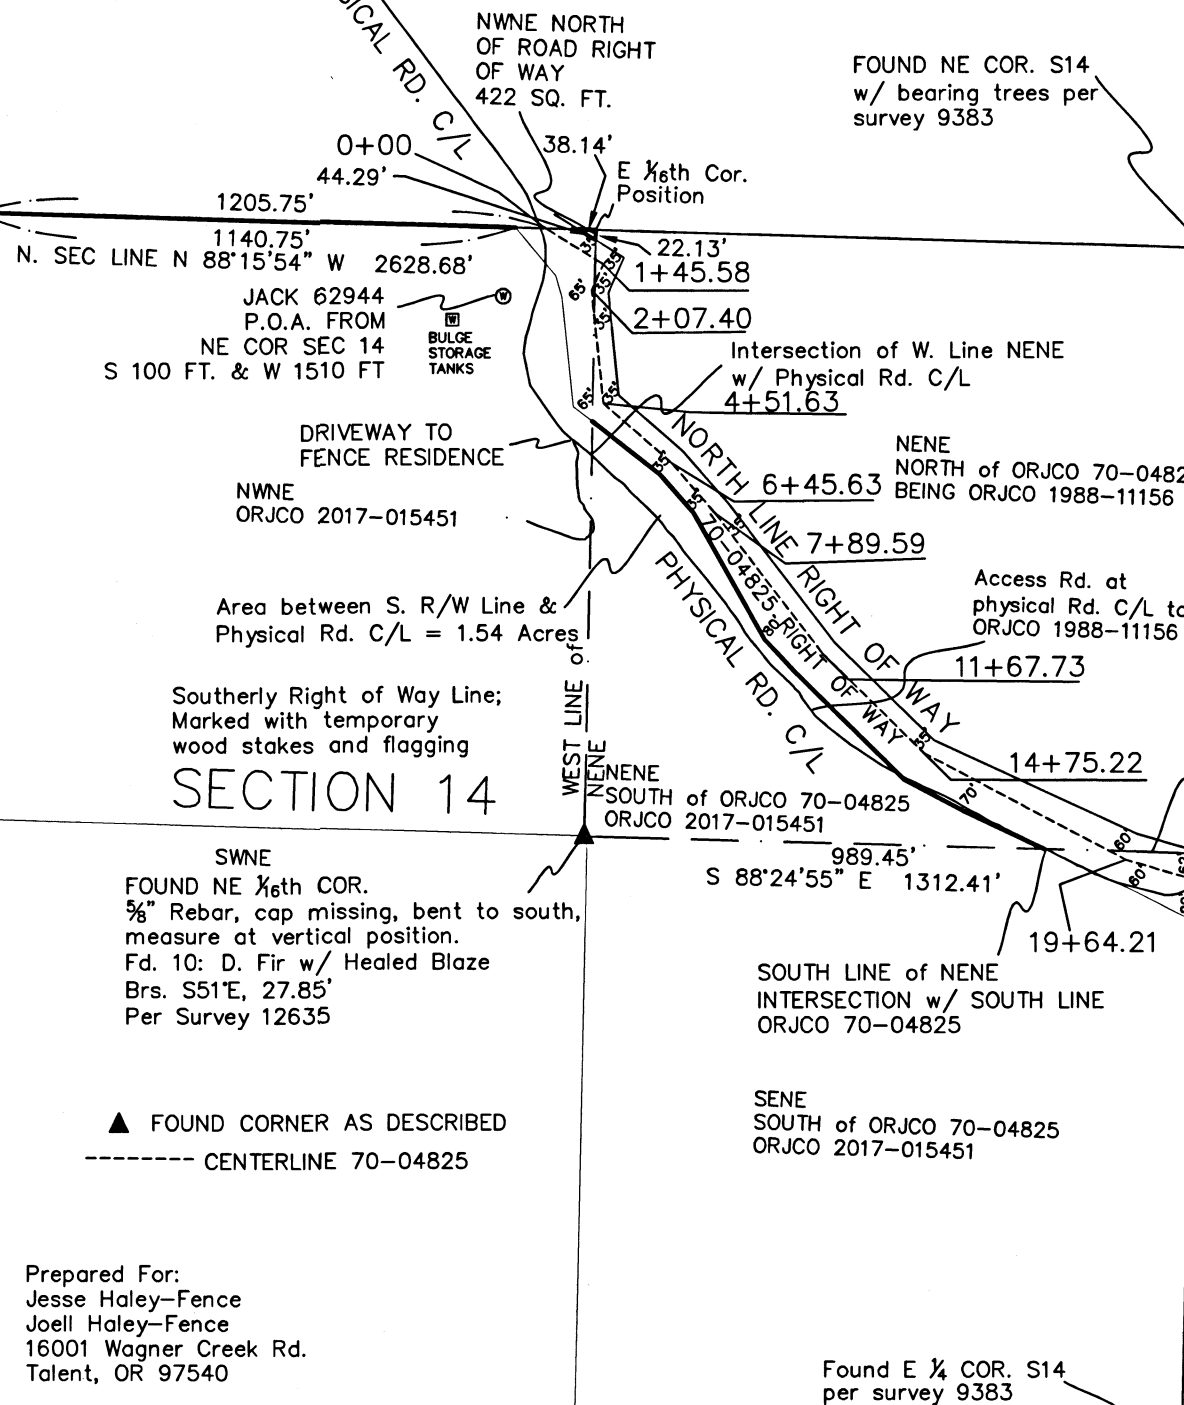 NWNE NORTH
OF ROAD RIGHT
OF WAY
422 SQ. FT.
FOUND NE COR. S14
w/ bearing trees per
survey 9383
SICAL RD. C/L
0+00
38.14'
44.29'
E 1/16th Cor.
Position
1205.75'
1140.75'
N. SEC LINE N 88°15'54" W 2628.68'
22.13'
1+45.58
2+07.40
JACK 62944
P.O.A. FROM
NE COR SEC 14
S 100 FT. & W 1510 FT
W
W
BULGE
STORAGE
TANKS
65'
35'
35'
35'
65'
35'
Intersection of W. Line NENE
w/ Physical Rd. C/L
4+51.63
DRIVEWAY TO
FENCE RESIDENCE
NWNE
ORJCO 2017-015451
NORTH LINE RIGHT OF WAY
NENE
NORTH of ORJCO 70-0482
BEING ORJCO 1988-11156
6+45.63
7+89.59
55'
70-04825 RIGHT OF WAY
80'
PHYSICAL RD. C/L
Access Rd. at
physical Rd. C/L to
ORJCO 1988-11156
11+67.73
Area between S. R/W Line &
Physical Rd. C/L = 1.54 Acres
Southerly Right of Way Line;
Marked with temporary
wood stakes and flagging
SECTION 14
WEST LINE of
NENE
55'
14+75.22
70'
NENE
SOUTH of ORJCO 70-04825
ORJCO 2017-015451
60'
60'
989.45'
S 88°24'55" E 1312.41'
19+64.21
SWNE
FOUND NE 1/16th COR.
5/8" Rebar, cap missing, bent to south,
measure at vertical position.
Fd. 10: D. Fir w/ Healed Blaze
Brs. S51°E, 27.85'
Per Survey 12635
SOUTH LINE of NENE
INTERSECTION w/ SOUTH LINE
ORJCO 70-04825
SENE
SOUTH of ORJCO 70-04825
ORJCO 2017-015451
▲ FOUND CORNER AS DESCRIBED
--------- CENTERLINE 70-04825
Prepared For:
Jesse Haley-Fence
Joell Haley-Fence
16001 Wagner Creek Rd.
Talent, OR 97540
Found E 1/4 COR. S14
per survey 9383